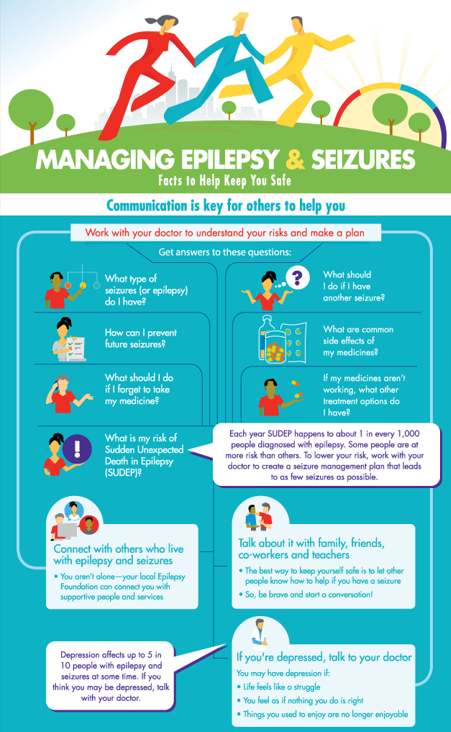 MANAGING EPILEPSY & SEIZURES
Facts to Help Keep You Safe
Communication is key for others to help you
Work with your doctor to understand your risks and make a plan
Get answers to these questions:
What type of
seizures (or epilepsy)
do I have?
What should
I do if I have
another seizure?
How can I prevent
future seizures?
What are common
side effects of
my medicines?
What should I do
if I forget to take
my medicine?
If my medicines aren't
working, what other
treatment options do
I have?
!
What is my risk of
Sudden Unexpected
Death in Epilepsy
(SUDEP)?
?
Each year SUDEP happens to about 1 in every 1,000
people diagnosed with epilepsy. Some people are at
more risk than others. To lower your risk, work with your
doctor to create a seizure management plan that leads
to as few seizures as possible.
Connect with others who live
with epilepsy and seizures
• You aren't alone—your local Epilepsy
Foundation can connect you with
supportive people and services
Talk about it with family, friends,
co-workers and teachers
• The best way to keep yourself safe is to let other
people know how to help if you have a seizure
• So, be brave and start a conversation!
Depression affects up to 5 in
10 people with epilepsy and
seizures at some time. If you
think you may be depressed, talk
with your doctor.
If you're depressed, talk to your doctor
You may have depression if:
• Life feels like a struggle
• You feel as if nothing you do is right
• Things you used to enjoy are no longer enjoyable